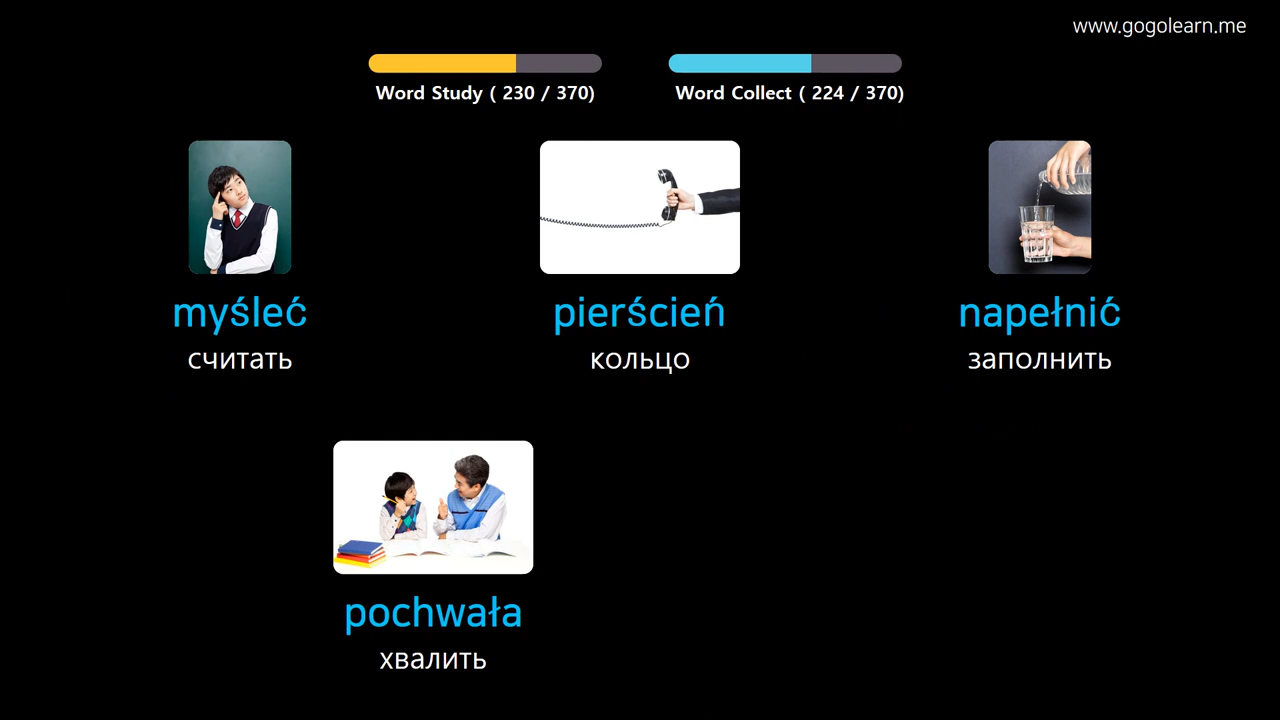 www.gogolearn.me
Word Study ( 230 / 370)
Word Collect ( 224 / 370)
myśleć
считать
pierścień
кольцо
napełnić
заполнить
pochwała
хвалить